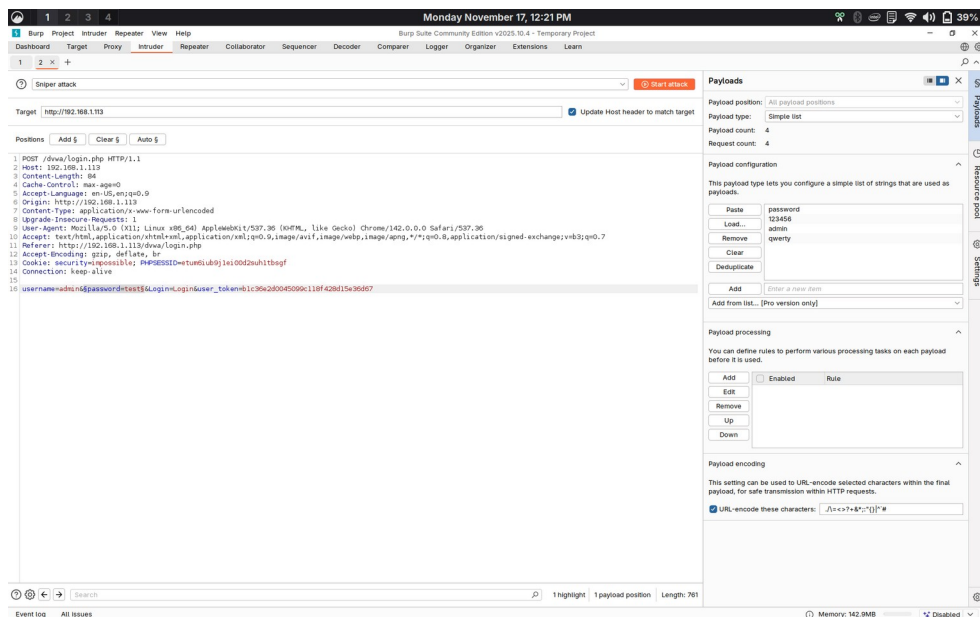 1 2 3 4 Monday November 17, 12:21 PM 39%
Burp Project Intruder Repeater View Help Burp Suite Community Edition v2025.10.4 - Temporary Project
Dashboard Target Proxy Intruder Repeater Collaborator Sequencer Decoder Comparer Logger Organizer Extensions Learn
1 2 × +
Sniper attack Start attack
Target http://192.168.1.113 Update Host header to match target
Positions Add § Clear § Auto §
1 POST /dvwa/login.php HTTP/1.1
2 Host: 192.168.1.113
3 Content-Length: 84
4 Cache-Control: max-age=0
5 Accept-Language: en-US,en;q=0.9
6 Origin: http://192.168.1.113
7 Content-Type: application/x-www-form-urlencoded
8 Upgrade-Insecure-Requests: 1
9 User-Agent: Mozilla/5.0 (X11; Linux x86_64) AppleWebKit/537.36 (KHTML, like Gecko) Chrome/142.0.0.0 Safari/537.36
10 Accept: text/html,application/xhtml+xml,application/xml;q=0.9,image/avif,image/webp,image/apng,*/*;q=0.8,application/signed-exchange;v=b3;q=0.7
11 Referer: http://192.168.1.113/dvwa/login.php
12 Accept-Encoding: gzip, deflate, br
13 Cookie: security=impossible; PHPSESSID=etum6iub9j1ei00d2suh1tbsgf
14 Connection: keep-alive
15
16 username=admin&§password=test§&Login=Login&user_token=b1c36e2d0045099c118f428d15e36d67
Search 1 highlight 1 payload position Length: 761
Payloads
Payload position: All payload positions
Payload type: Simple list
Payload count: 4
Request count: 4
Payload configuration
This payload type lets you configure a simple list of strings that are used as
payloads.
Paste
Load...
Remove
Clear
Deduplicate
password
123456
admin
qwerty
Add Enter a new item
Add from list... [Pro version only]
Payload processing
You can define rules to perform various processing tasks on each payload
before it is used.
Add
Edit
Remove
Up
Down
Enabled Rule
Payload encoding
This setting can be used to URL-encode selected characters within the final
payload, for safe transmission within HTTP requests.
URL-encode these characters: ./\=<>?+&*;:"{}|^`#
Payloads
Resource pool
Settings
Event log All issues Memory: 142.9MB Disabled